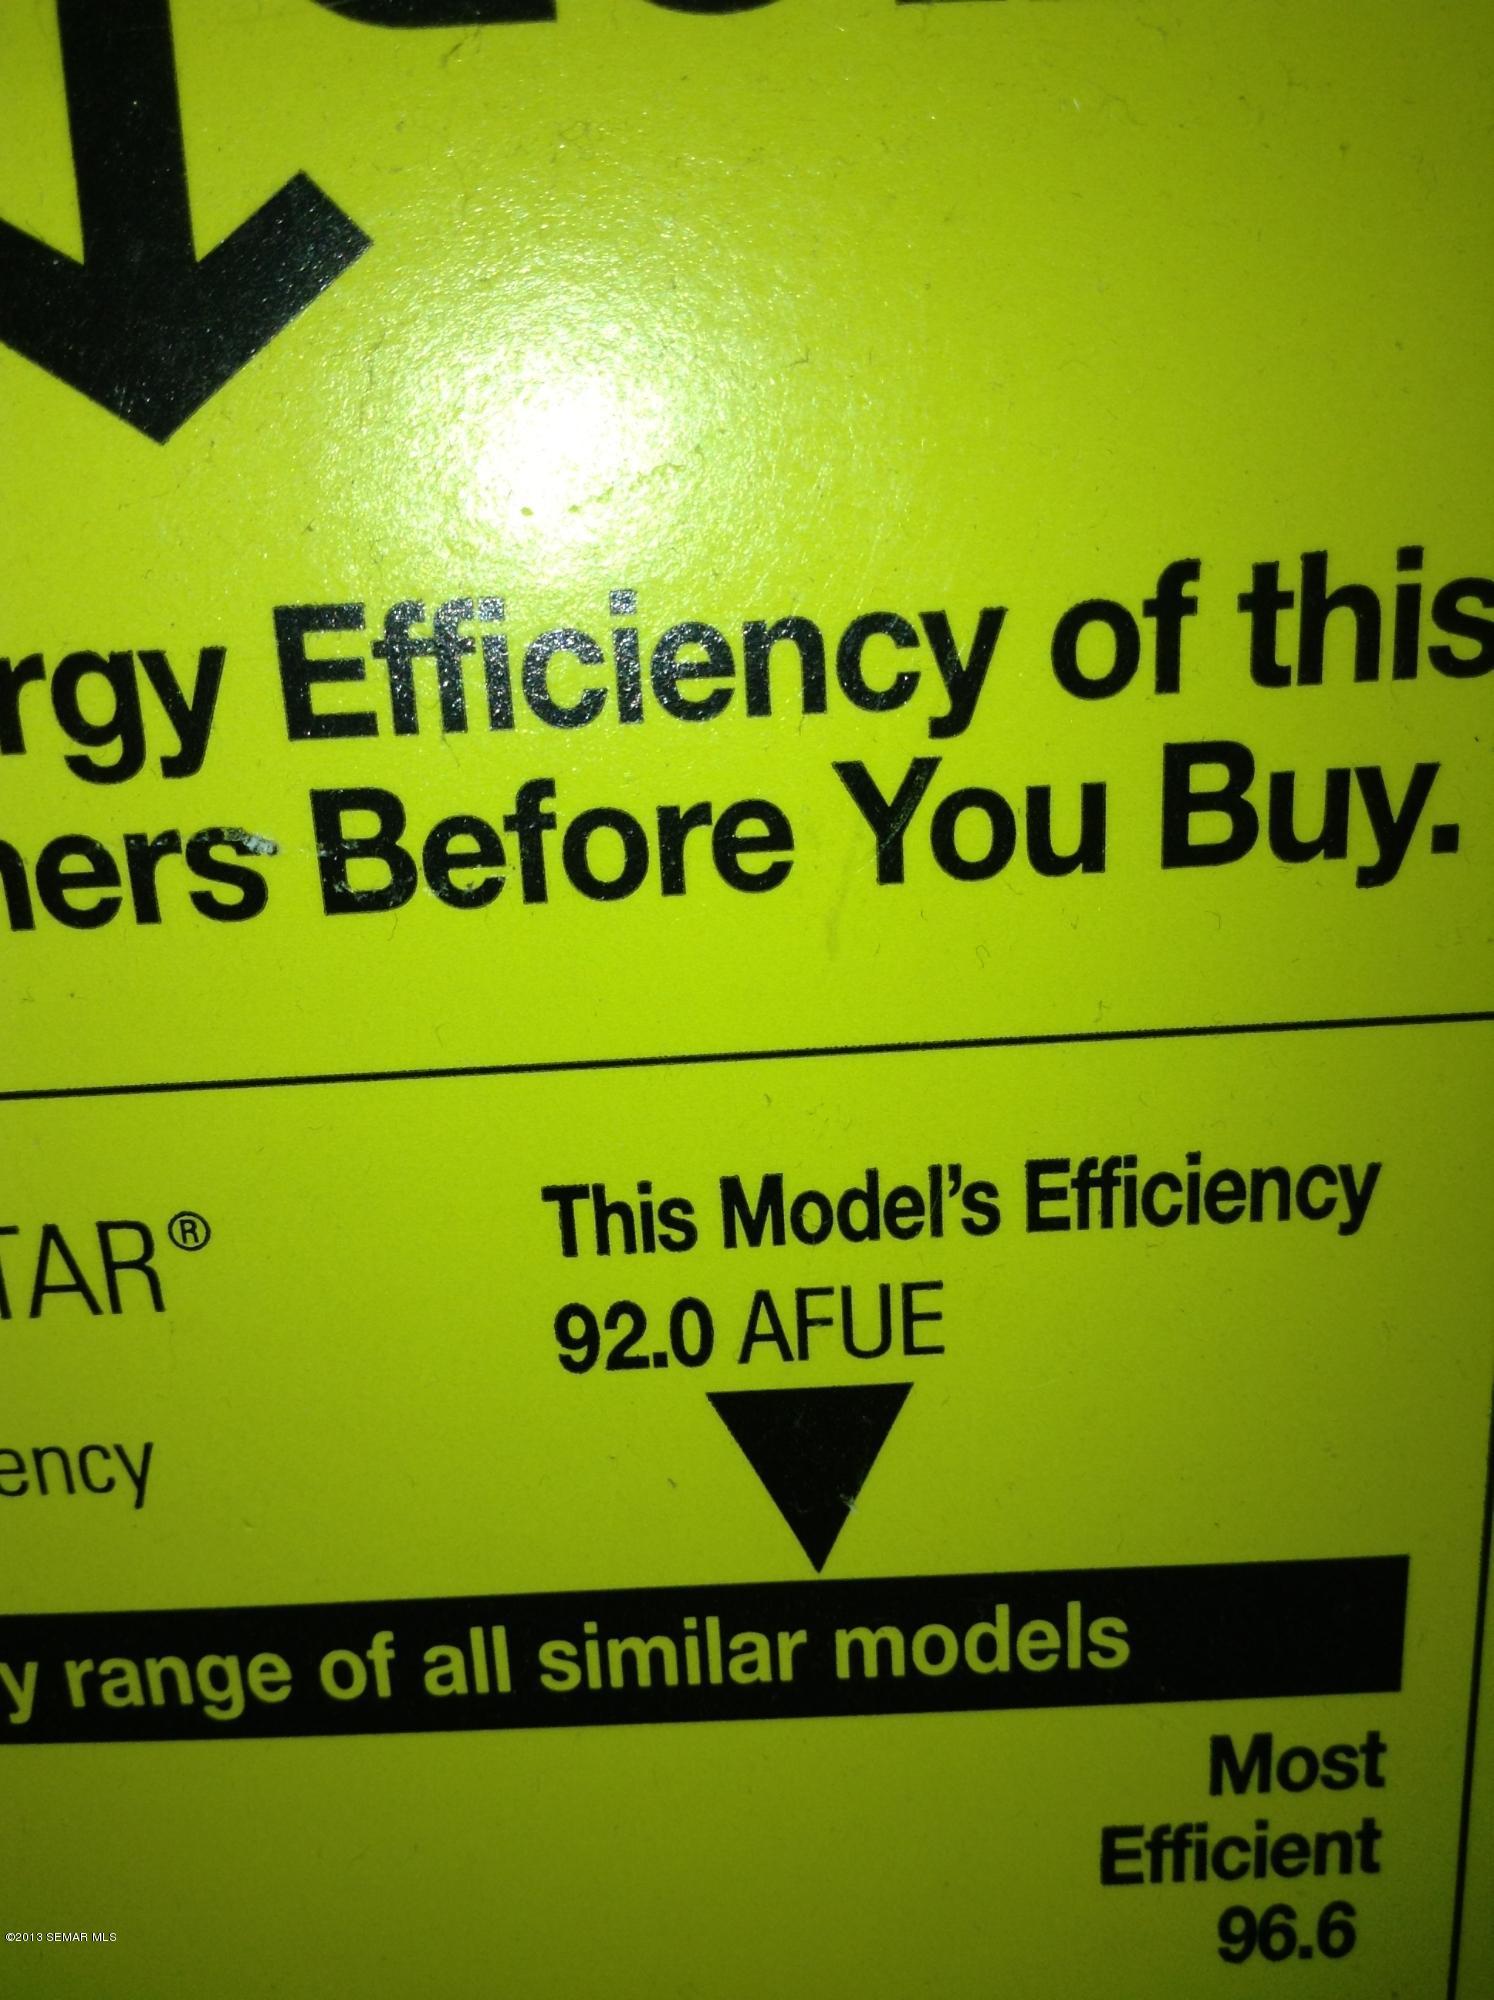 rgy Efficiency of this
hers Before You Buy.
TAR®
This Model's Efficiency
92.0 AFUE
ency
y range of all similar models
Most
Efficient
96.6
©2013 SEMAR MLS